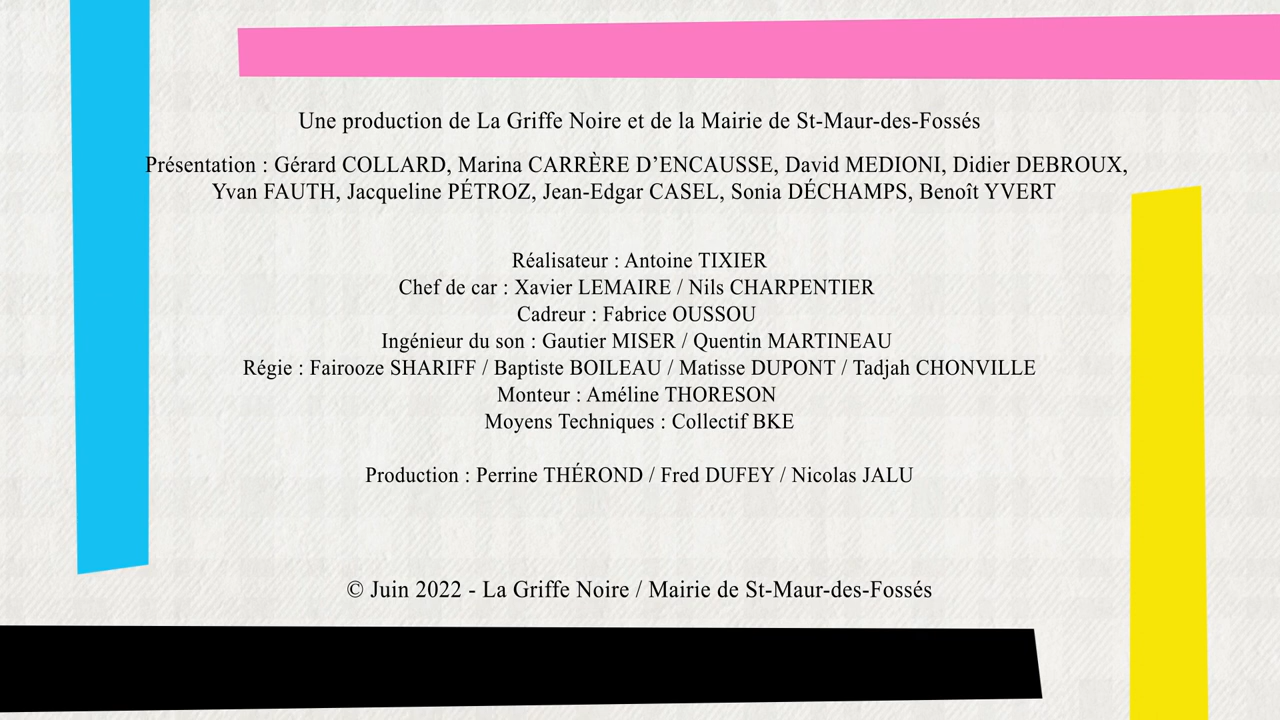 Une production de La Griffe Noire et de la Mairie de St-Maur-des-Fossés
Présentation : Gérard COLLARD, Marina CARRÈRE D’ENCAUSSE, David MEDIONI, Didier DEBROUX,
Yvan FAUTH, Jacqueline PÉTROZ, Jean-Edgar CASEL, Sonia DÉCHAMPS, Benoît YVERT
Réalisateur : Antoine TIXIER
Chef de car : Xavier LEMAIRE / Nils CHARPENTIER
Cadreur : Fabrice OUSSOU
Ingénieur du son : Gautier MISER / Quentin MARTINEAU
Régie : Fairooze SHARIFF / Baptiste BOILEAU / Matisse DUPONT / Tadjah CHONVILLE
Monteur : Améline THORESON
Moyens Techniques : Collectif BKE
Production : Perrine THÉROND / Fred DUFEY / Nicolas JALU
© Juin 2022 - La Griffe Noire / Mairie de St-Maur-des-Fossés